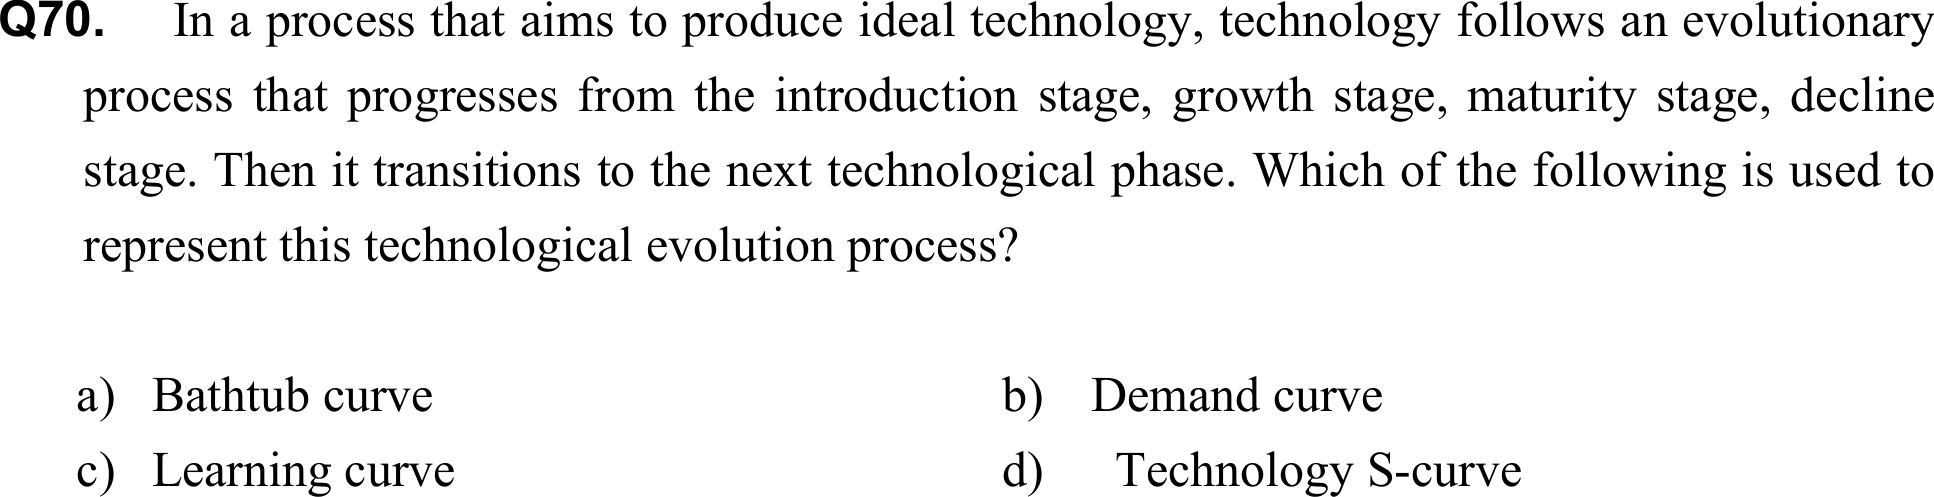 Q70. In a process that aims to produce ideal technology, technology follows an evolutionary
process that progresses from the introduction stage, growth stage, maturity stage, decline
stage. Then it transitions to the next technological phase. Which of the following is used to
represent this technological evolution process?
a) Bathtub curve b) Demand curve
c) Learning curve d) Technology S-curve